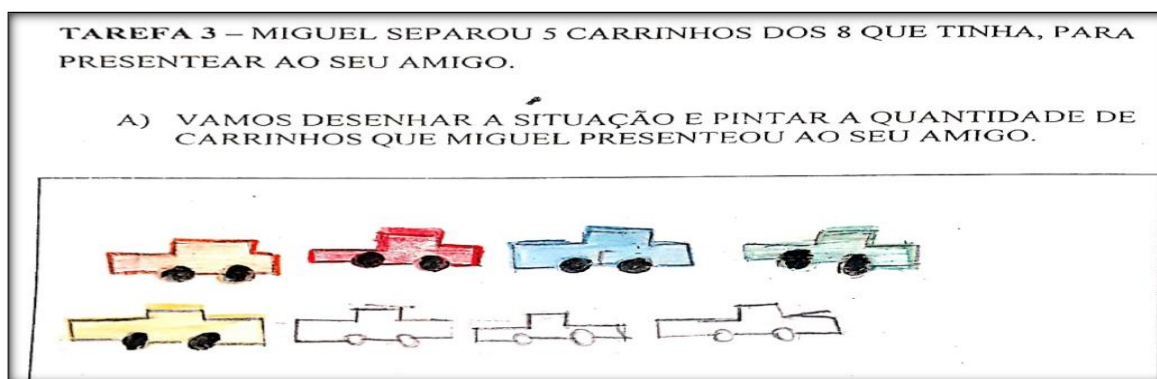 TAREFA 3 – MIGUEL SEPAROU 5 CARRINHOS DOS 8 QUE TINHA, PARA
PRESENTEAR AO SEU AMIGO.
A) VAMOS DESENHAR A SITUAÇÃO E PINTAR A QUANTIDADE DE
CARRINHOS QUE MIGUEL PRESENTEOU AO SEU AMIGO.